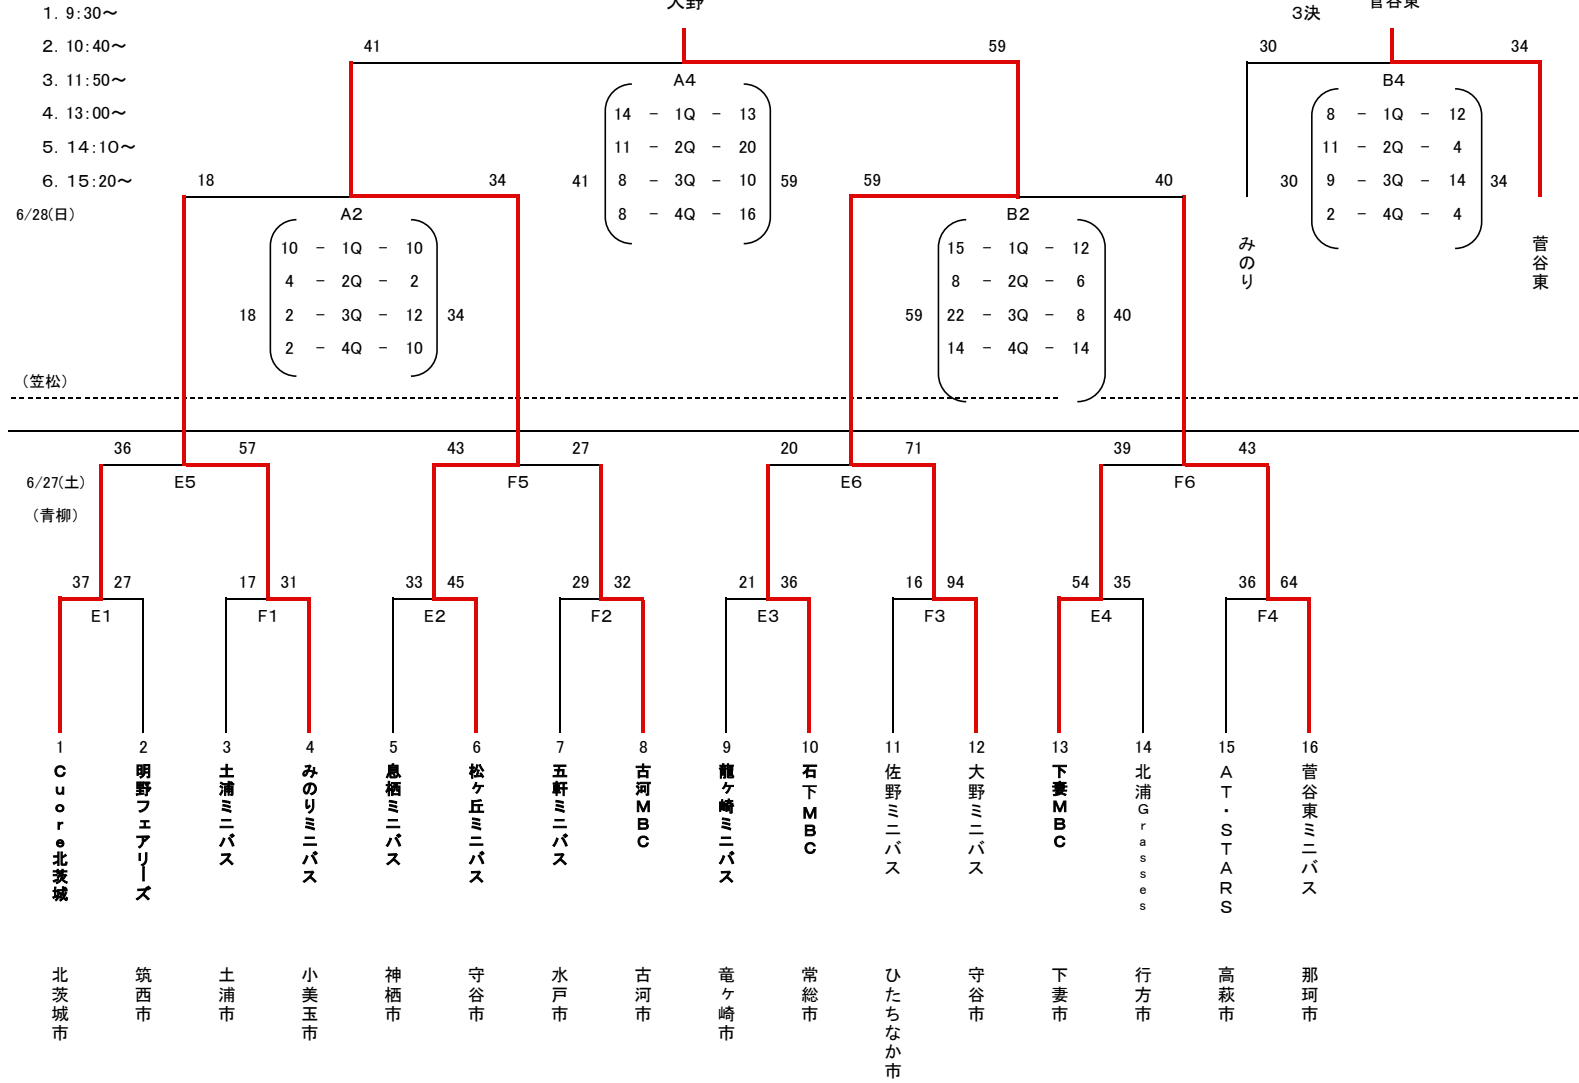 大野
菅谷東
3決
1. 9:30～
2. 10:40～
3. 11:50～
4. 13:00～
5. 14:10～
6. 15:20～
6/28(日)
41 59
A4
14 － 1Q － 13
11 － 2Q － 20
41 8 － 3Q － 10 59
8 － 4Q － 16
30 34
B4
8 － 1Q － 12
11 － 2Q － 4
30 9 － 3Q － 14 34
2 － 4Q － 4
みのり
菅谷東
18 34
A2
10 － 1Q － 10
4 － 2Q － 2
18 2 － 3Q － 12 34
2 － 4Q － 10
59 40
B2
15 － 1Q － 12
8 － 2Q － 6
59 22 － 3Q － 8 40
14 － 4Q － 14
（笠松）
36 57 43 27 20 71 39 43
6/27(土) E5 F5 E6 F6
（青柳）
37 27 17 31 33 45 29 32 21 36 16 94 54 35 36 64
E1 F1 E2 F2 E3 F3 E4 F4
1 2 3 4 5 6 7 8 9 10 11 12 13 14 15 16
Cuore北茨城
明野フェアリーズ
土浦ミニバス
みのりミニバス
息栖ミニバス
松ヶ丘ミニバス
五軒ミニバス
古河MBC
龍ヶ崎ミニバス
石下MBC
佐野ミニバス
大野ミニバス
下妻MBC
北浦Grasses
AT・STARS
菅谷東ミニバス
北茨城市
筑西市
土浦市
小美玉市
神栖市
守谷市
水戸市
古河市
竜ヶ崎市
常総市
ひたちなか市
守谷市
下妻市
行方市
高萩市
那珂市